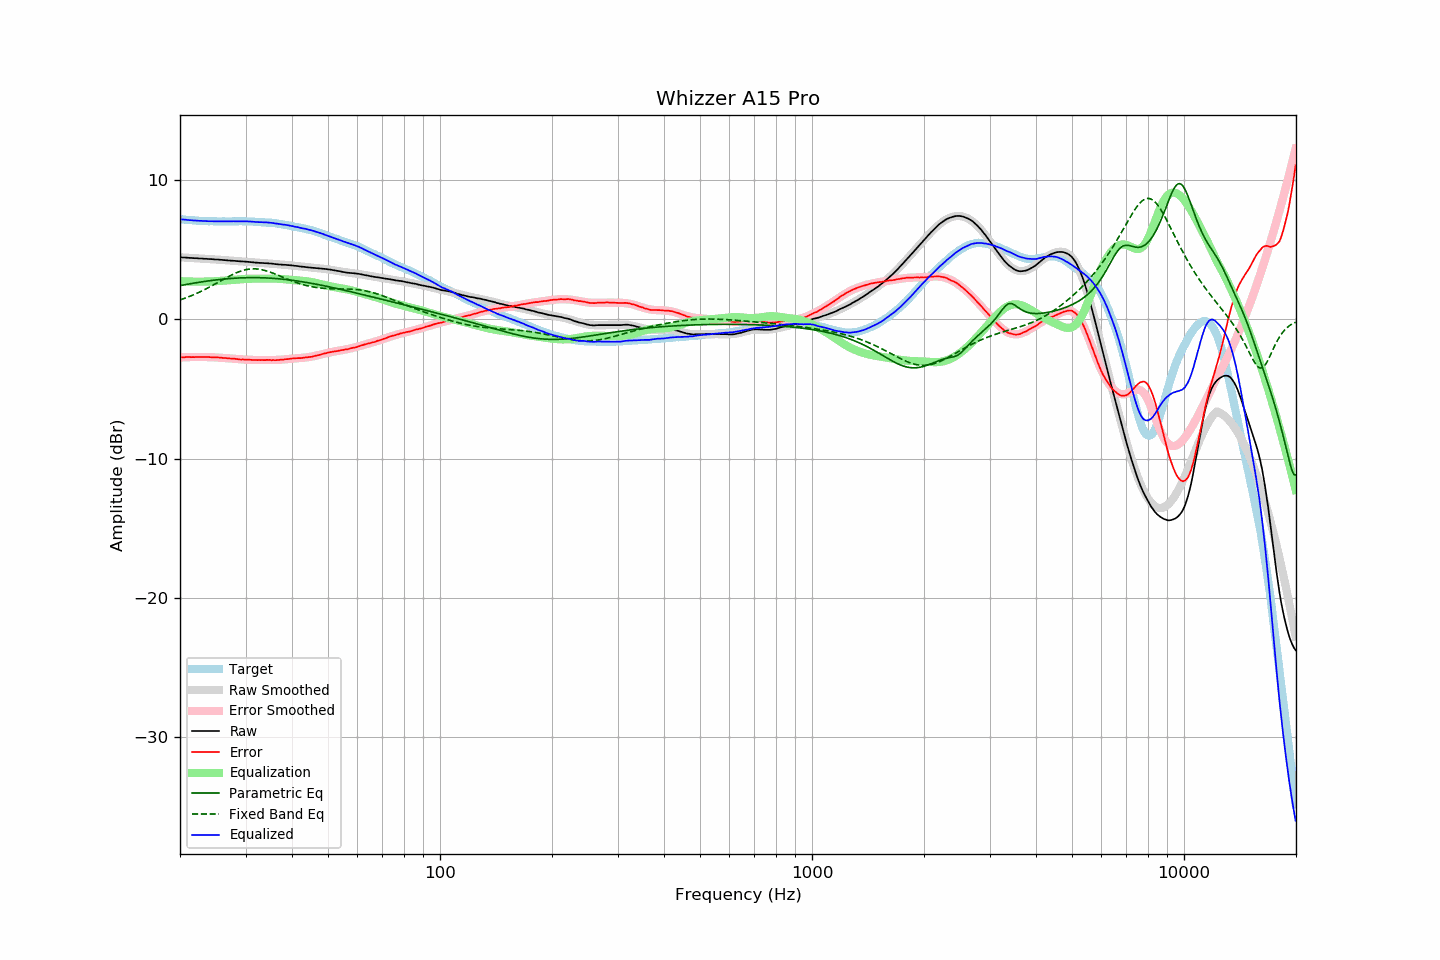 Whizzer A15 Pro
Amplitude (dBr)
10
0
−10
−20
−30
Target
Raw Smoothed
Error Smoothed
Raw
Error
Equalization
Parametric Eq
Fixed Band Eq
Equalized
100 1000 10000
Frequency (Hz)